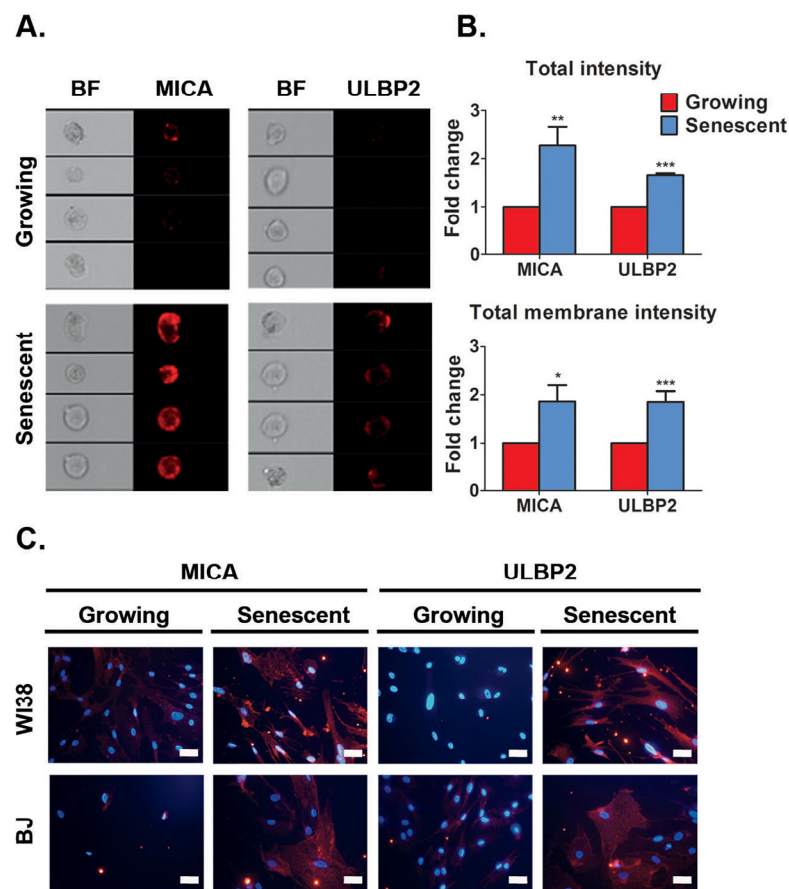 A.
BF MICA BF ULBP2
Growing
Senescent
B.
Total intensity
Growing
Senescent
Fold change
3
2
1
0
**
***
MICA ULBP2
Total membrane intensity
Fold change
3
2
1
0
*
***
MICA ULBP2
C.
MICA ULBP2
Growing Senescent Growing Senescent
WI38
BJ